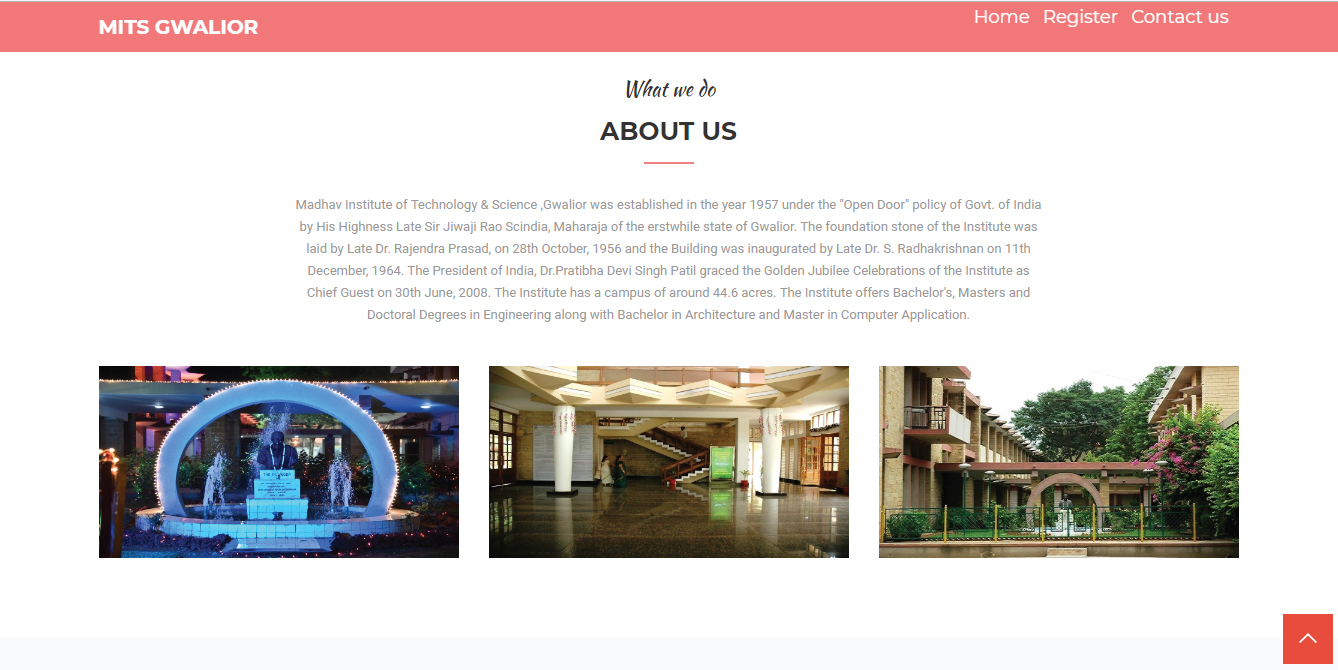 MITS GWALIOR
Home Register Contact us
What we do
ABOUT US
Madhav Institute of Technology & Science ,Gwalior was established in the year 1957 under the "Open Door" policy of Govt. of India
by His Highness Late Sir Jiwaji Rao Scindia, Maharaja of the erstwhile state of Gwalior. The foundation stone of the Institute was
laid by Late Dr. Rajendra Prasad, on 28th October, 1956 and the Building was inaugurated by Late Dr. S. Radhakrishnan on 11th
December, 1964. The President of India, Dr.Pratibha Devi Singh Patil graced the Golden Jubilee Celebrations of the Institute as
Chief Guest on 30th June, 2008. The Institute has a campus of around 44.6 acres. The Institute offers Bachelor's, Masters and
Doctoral Degrees in Engineering along with Bachelor in Architecture and Master in Computer Application.